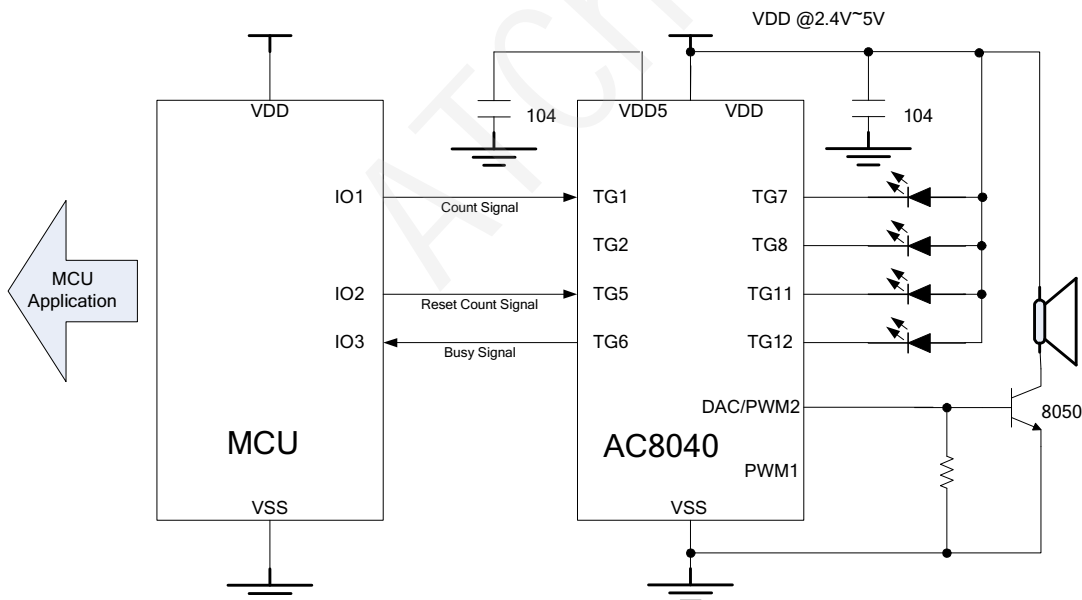 VDD @2.4V~5V
VDD
104
VDD5
VDD
104
IO1
Count Signal
TG1
TG7
TG2
TG8
MCU
Application
IO2
Reset Count Signal
TG5
TG11
IO3
Busy Signal
TG6
TG12
DAC/PWM2
8050
MCU
AC8040
PWM1
VSS
VSS